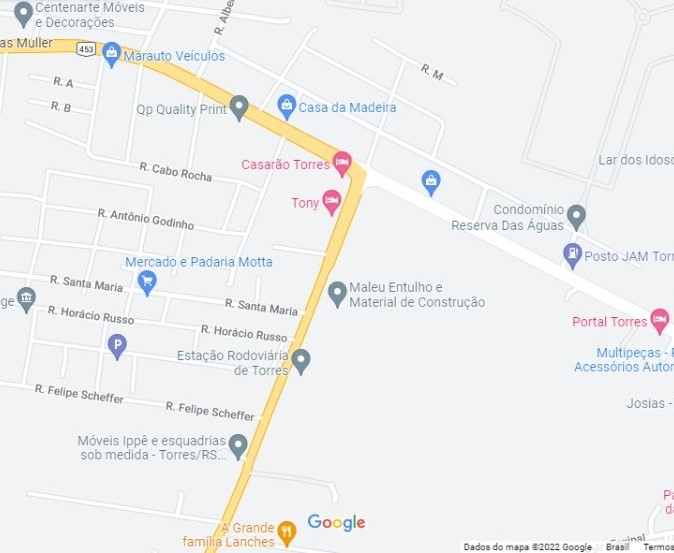 Centenarte Móveis
e Decorações
as Muller
453
Marauto Veículos
R. A
R. B
R. M
Qp Quality Print
Casa da Madeira
R. Cabo Rocha
Casarão Torres
Tony
Lar dos Idos
Condomínio
Reserva Das Águas
R. Antônio Godinho
Posto JAM Torr
Mercado e Padaria Motta
R. Santa Maria
R. Santa Maria
Maleu Entulho e
Material de Construção
ge
R. Horácio Russo
R. Horácio Russo
Portal Torres
P
Estação Rodoviária
de Torres
Multipeças -
Acessórios Autor
R. Felipe Scheffer
R. Felipe Scheffer
Josias -
Móveis Ippê e esquadrias
sob medida - Torres/RS...
Google
A Grande
família Lanches
Pa
da
Dados do mapa ©2022 Google
Brasil
Termos